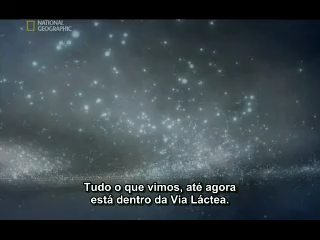 NATIONAL
GEOGRAPHIC
Tudo o que vimos, até agora
está dentro da Via Láctea.